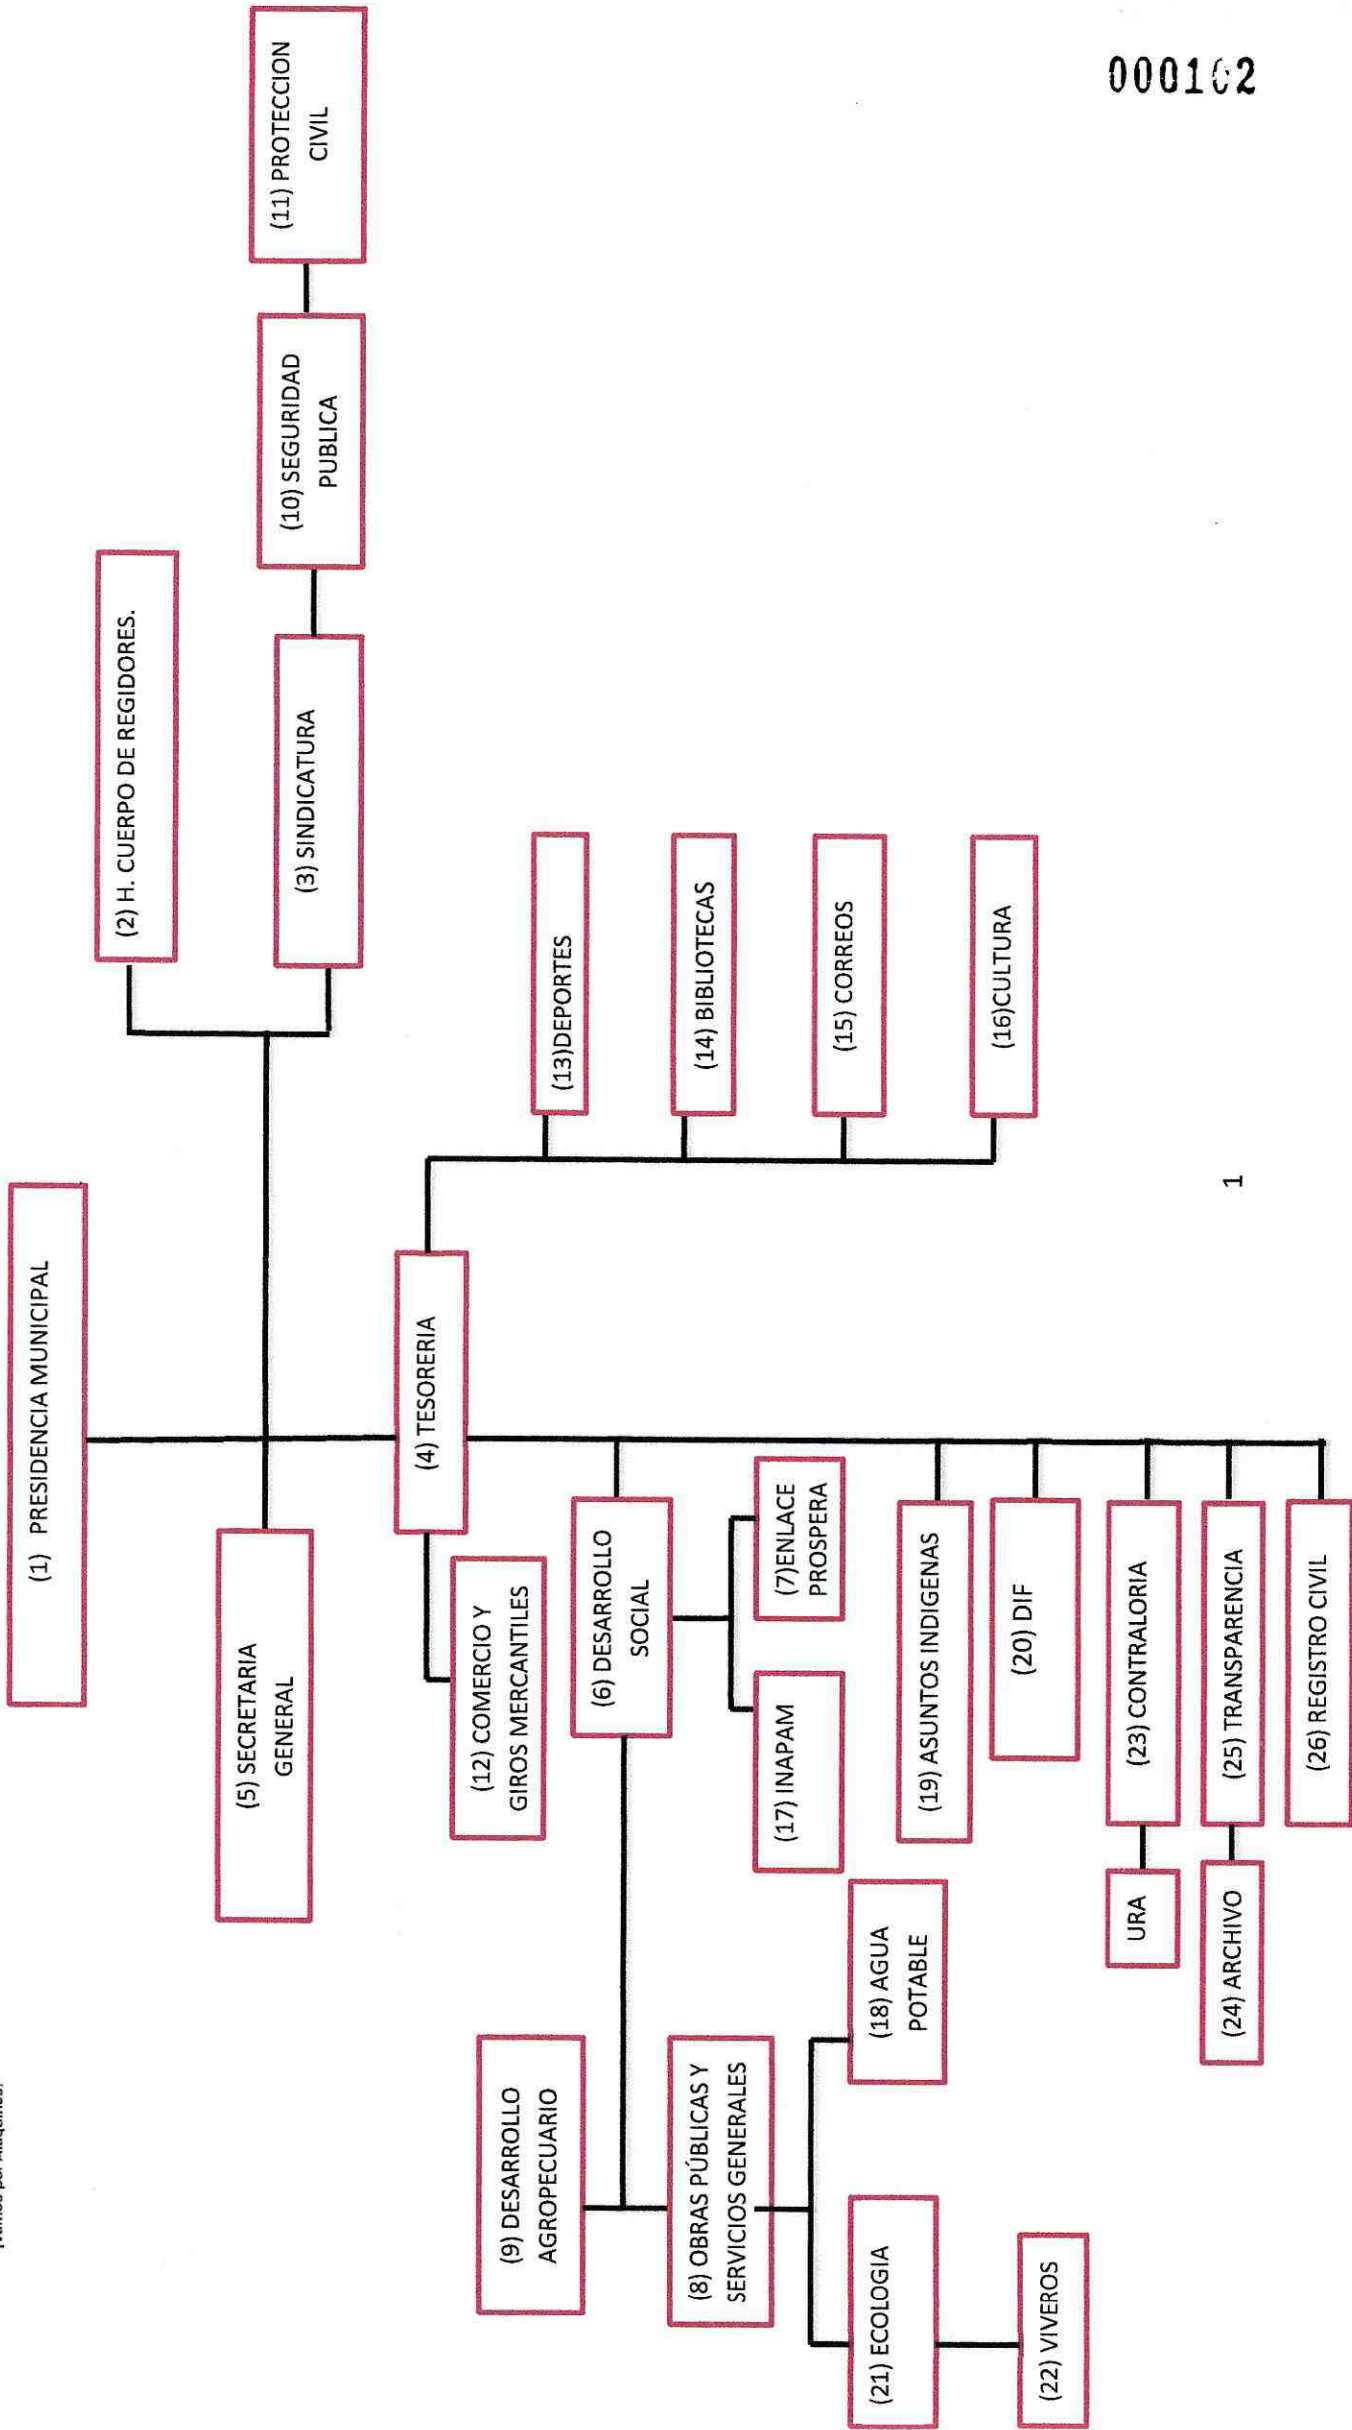 000102
(1) PRESIDENCIA MUNICIPAL
(2) H. CUERPO DE REGIDORES.
(5) SECRETARIA
GENERAL
(3) SINDICATURA
(10) SEGURIDAD
PUBLICA
(11) PROTECCION
CIVIL
(4) TESORERIA
(12) COMERCIO Y
GIROS MERCANTILES
(13)DEPORTES
(14) BIBLIOTECAS
(15) CORREOS
(16)CULTURA
(9) DESARROLLO
AGROPECUARIO
(6) DESARROLLO
SOCIAL
(8) OBRAS PÚBLICAS Y
SERVICIOS GENERALES
(17) INAPAM
(7)ENLACE
PROSPERA
(21) ECOLOGIA
(18) AGUA
POTABLE
(19) ASUNTOS INDIGENAS
(20) DIF
(22) VIVEROS
URA
(23) CONTRALORIA
(24) ARCHIVO
(25) TRANSPARENCIA
(26) REGISTRO CIVIL
1